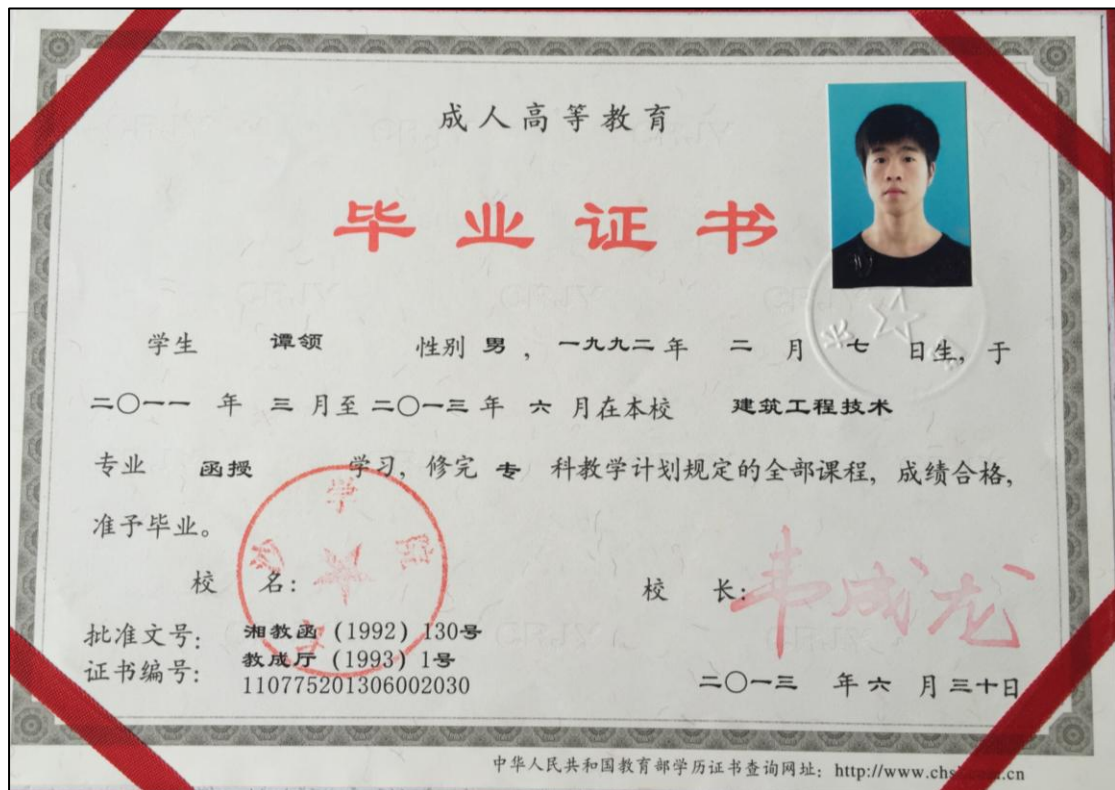 成人高等教育
毕业证书
学生 谭领 性别 男 ，一九九二 年 二 月 七 日生，于
二〇一一 年 三 月至 二〇一三 年 六 月在本校 建筑工程技术
专业 函授 学习，修完 专 科教学计划规定的全部课程，成绩合格，
准予毕业。
校 名： 校 长：韦成龙
批准文号：湘教函（1992）130号
教成厅（1993）1号
证书编号：110775201306002030
二〇一三 年 六 月 三十日
中华人民共和国教育部学历证书查询网址：http://www.chs